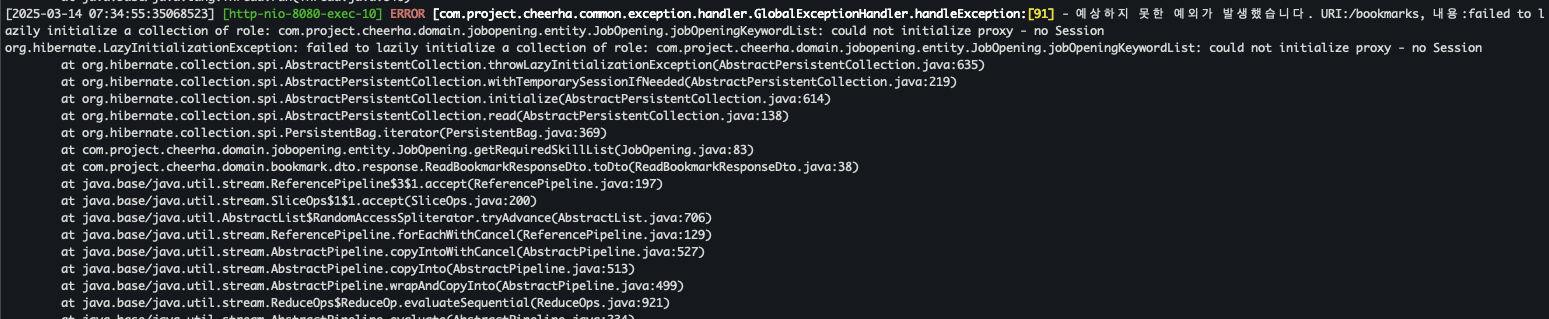 [2025-03-14 07:34:55:35068523] [http-nio-8080-exec-10] ERROR [com.project.cheerha.common.exception.handler.GlobalExceptionHandler.handleException:[91] - 예상하지 못한 예외가 발생했습니다. URI:/bookmarks, 내용:failed to l
azily initialize a collection of role: com.project.cheerha.domain.jobopening.entity.JobOpening.jobOpeningKeywordList: could not initialize proxy - no Session
org.hibernate.LazyInitializationException: failed to lazily initialize a collection of role: com.project.cheerha.domain.jobopening.entity.JobOpening.jobOpeningKeywordList: could not initialize proxy - no Session
at org.hibernate.collection.spi.AbstractPersistentCollection.throwLazyInitializationException(AbstractPersistentCollection.java:635)
at org.hibernate.collection.spi.AbstractPersistentCollection.withTemporarySessionIfNeeded(AbstractPersistentCollection.java:219)
at org.hibernate.collection.spi.AbstractPersistentCollection.initialize(AbstractPersistentCollection.java:614)
at org.hibernate.collection.spi.AbstractPersistentCollection.read(AbstractPersistentCollection.java:138)
at org.hibernate.collection.spi.PersistentBag.iterator(PersistentBag.java:369)
at com.project.cheerha.domain.jobopening.entity.JobOpening.getRequiredSkillList(JobOpening.java:83)
at com.project.cheerha.domain.bookmark.dto.response.ReadBookmarkResponseDto.toDto(ReadBookmarkResponseDto.java:38)
at java.base/java.util.stream.ReferencePipeline$3$1.accept(ReferencePipeline.java:197)
at java.base/java.util.stream.SliceOps$1$1.accept(SliceOps.java:200)
at java.base/java.util.AbstractList$RandomAccessSpliterator.tryAdvance(AbstractList.java:706)
at java.base/java.util.stream.ReferencePipeline.forEachWithCancel(ReferencePipeline.java:129)
at java.base/java.util.stream.AbstractPipeline.copyIntoWithCancel(AbstractPipeline.java:527)
at java.base/java.util.stream.AbstractPipeline.copyInto(AbstractPipeline.java:513)
at java.base/java.util.stream.AbstractPipeline.wrapAndCopyInto(AbstractPipeline.java:499)
at java.base/java.util.stream.ReduceOps$ReduceOp.evaluateSequential(ReduceOps.java:921)
at java.base/java.util.stream.AbstractPipeline.evaluate(AbstractPipeline.java:234)